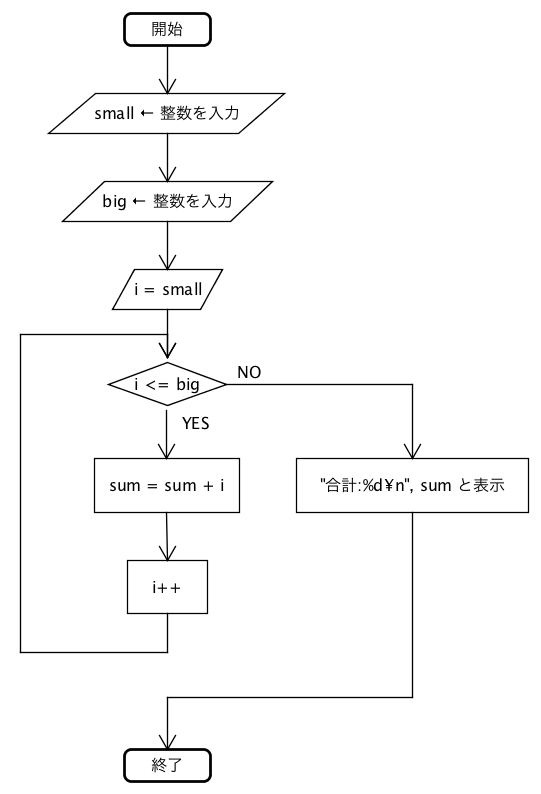 開始
small ← 整数を入力
big ← 整数を入力
i = small
i <= big
NO
YES
sum = sum + i
"合計:%d¥n", sum と表示
i++
終了